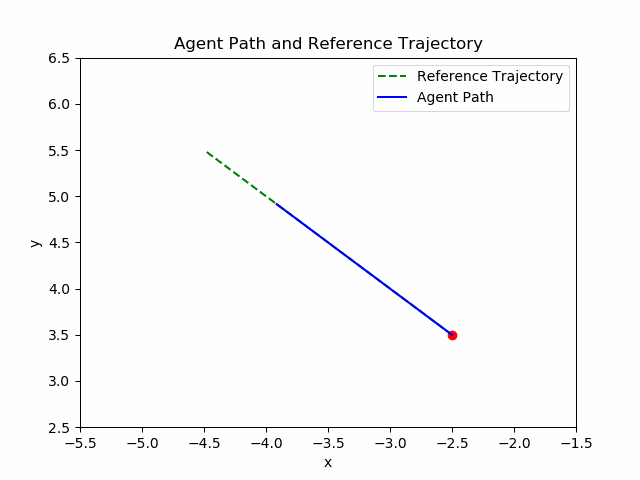 Agent Path and Reference Trajectory
Reference Trajectory
Agent Path
6.5
6.0
5.5
5.0
4.5
4.0
3.5
3.0
2.5
y
−5.5 −5.0 −4.5 −4.0 −3.5 −3.0 −2.5 −2.0 −1.5
x